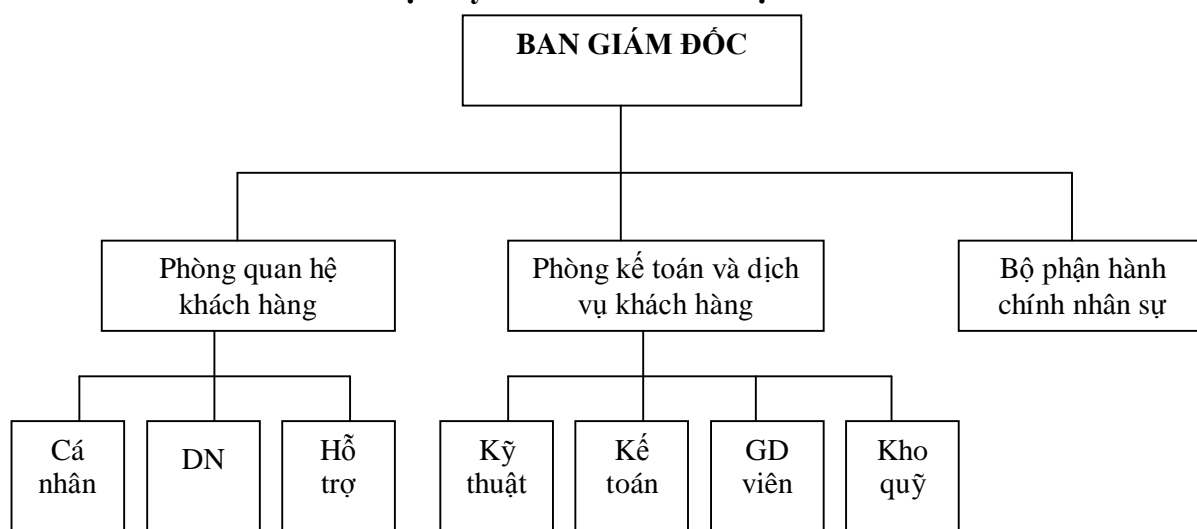 BAN GIÁM ĐỐC
Phòng quan hệ
khách hàng
Phòng kế toán và dịch
vụ khách hàng
Bộ phận hành
chính nhân sự
Cá
nhân
DN
Hỗ
trợ
Kỹ
thuật
Kế
toán
GD
viên
Kho
quỹ